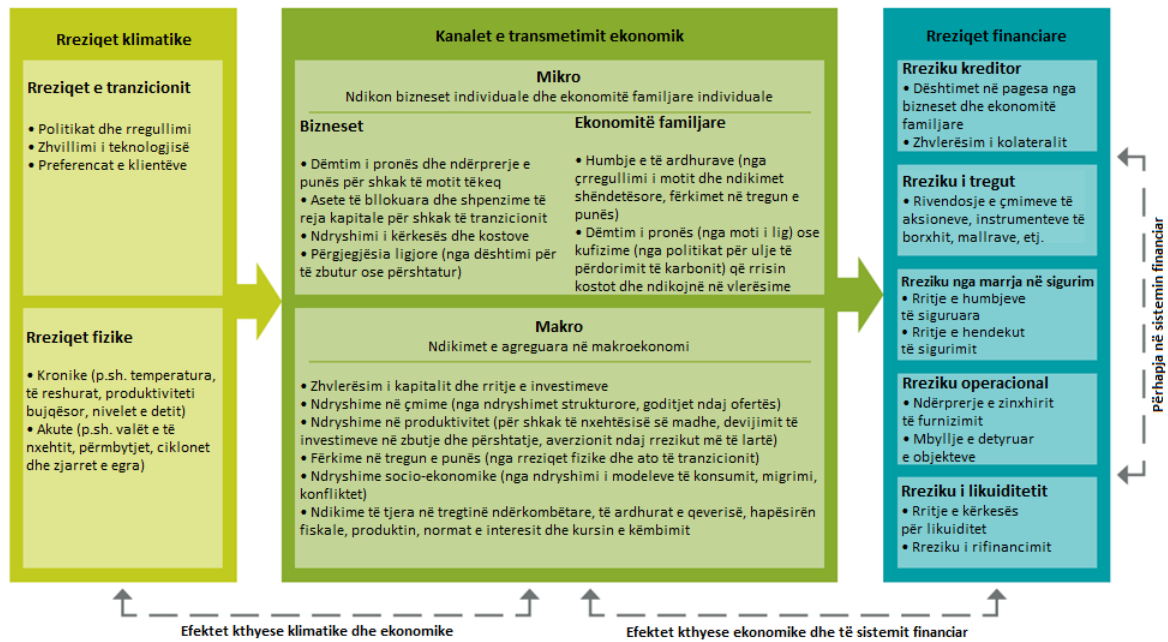 Rreziqet klimatike
Rreziqet e tranzicionit
• Politikat dhe rregullimi
• Zhvillimi i teknologjisë
• Preferencat e klientëve
Rreziqet fizike
• Kronike (p.sh. temperatura,
të reshurat, produktiviteti
bujqësor, nivelet e detit)
• Akute (p.sh. valët e të
nxehtit, përmbytjet, ciklonet
dhe zjarret e egra)
Kanalet e transmetimit ekonomik
Mikro
Ndikon bizneset individuale dhe ekonomitë familjare individuale
Bizneset
• Dëmtim i pronës dhe ndërprerje e
punës për shkak të motit tëkeq
• Asete të bllokuara dhe shpenzime të
reja kapitale për shkak të tranzicionit
• Ndryshimi i kërkesës dhe kostove
• Përgjegjësia ligjore (nga dështimi për
të zbutur ose përshtatur)
Ekonomitë familjare
• Humbje e të ardhurave (nga
çrregullimi i motit dhe ndikimet
shëndetësore, fërkimet në tregun e
punës)
• Dëmtim i pronës (nga moti i lig) ose
kufizime (nga politikat për ulje të
përdorimit të karbonit) që rrisin
kostot dhe ndikojnë në vlerësime
Makro
Ndikimet e agreguara në makroekonomi
• Zhvlerësim i kapitalit dhe rritje e investimeve
• Ndryshime në çmime (nga ndryshimet strukturore, goditjet ndaj ofertës)
• Ndryshime në produktivitet (për shkak të nxehtësisë së madhe, devijimit të
investimeve në zbutje dhe përshtatje, averzionit ndaj rrezikut më të lartë)
• Fërkime në tregun e punës (nga rreziqet fizike dhe ato të tranzicionit)
• Ndryshime socio-ekonomike (nga ndryshimi i modeleve të konsumit, migrimi,
konfliktet)
• Ndikime të tjera në tregtinë ndërkombëtare, të ardhurat e qeverisë, hapësirën
fiskale, produktin, normat e interesit dhe kursin e këmbimit
Rreziqet financiare
Rreziku kreditor
• Dështimet në pagesa nga
bizneset dhe ekonomitë
familjare
• Zhvlerësim i kolateralit
Rreziku i tregut
• Rivendosje e çmimeve të
aksioneve, instrumenteve të
borxhit, mallrave, etj.
Rreziku nga marrja në sigurim
• Rritje e humbjeve
të siguruara
• Rritje e hendekut
të sigurimit
Rreziku operacional
• Ndërprerje e zinxhirit
të furnizimit
• Mbyllje e detyruar
e objekteve
Rreziku i likuiditetit
• Rritje e kërkesës
për likuiditet
• Rreziku i rifinancimit
Përhapja në sistemin financiar
Efektet kthyese klimatike dhe ekonomike
Efektet kthyese ekonomike dhe të sistemit financiar